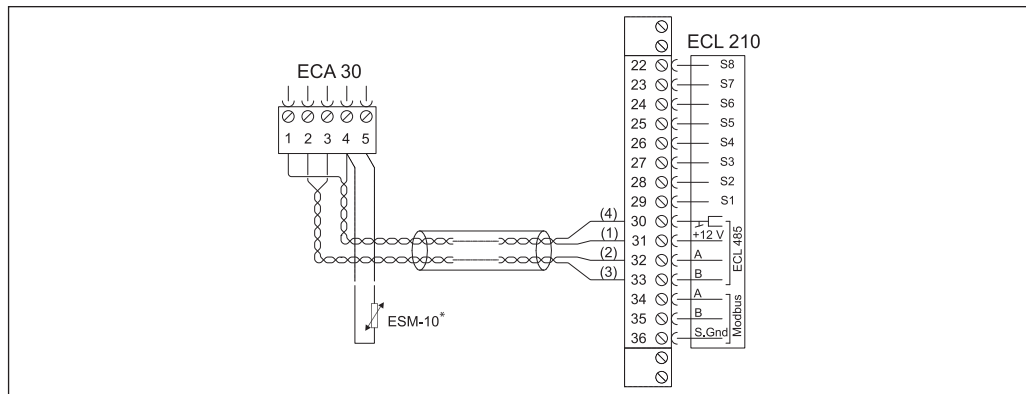 ECA 30
1 2 3 4 5
ESM-10*
ECL 210
22 S8
23 S7
24 S6
25 S5
26 S4
27 S3
28 S2
29 S1
(4) 30
(1) 31 +12 V
(2) 32 A
(3) 33 B
ECL 485
34 A
35 B
36 S.Gnd
Modbus